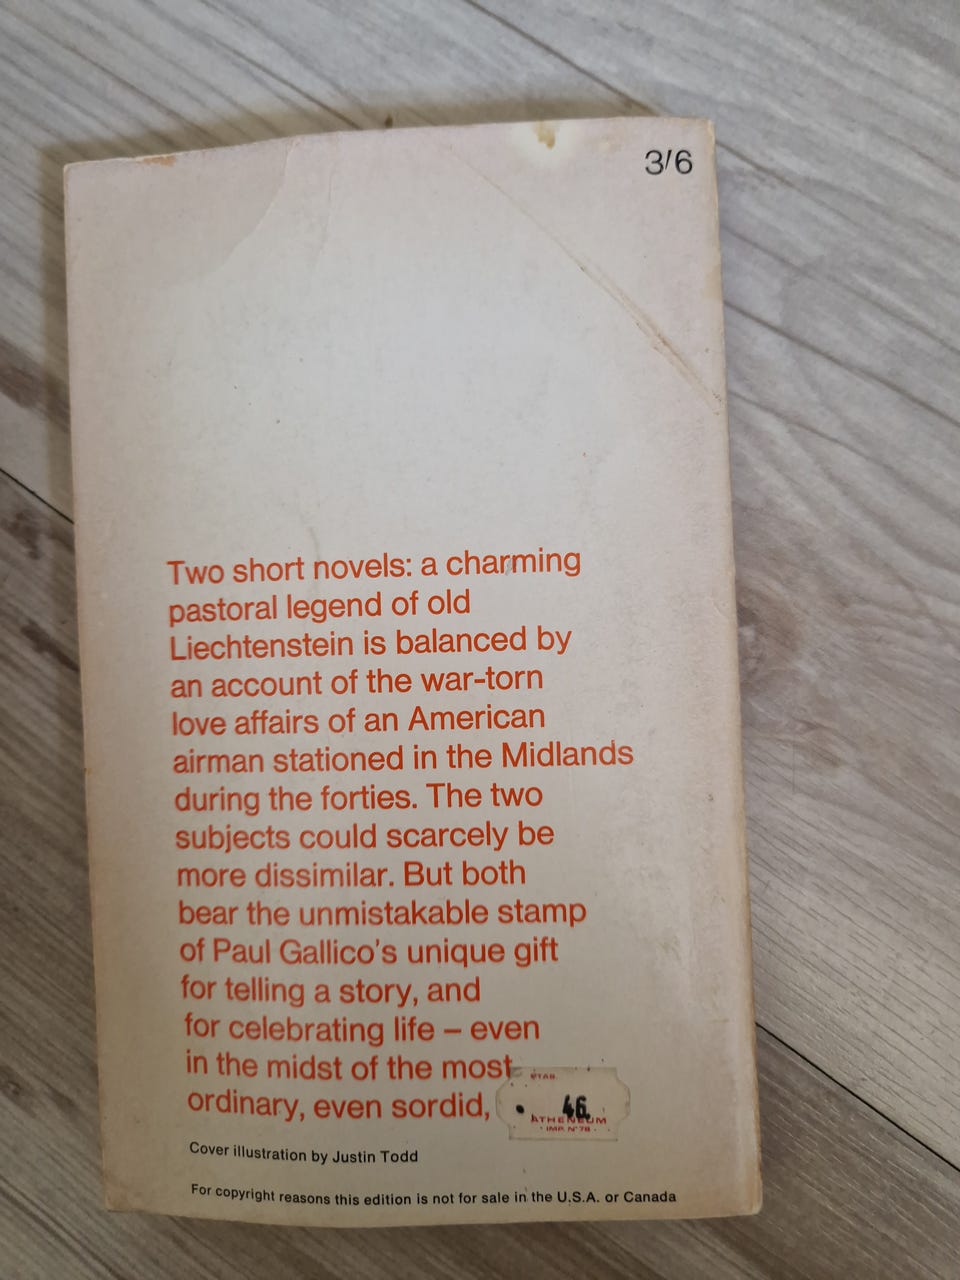 3/6
Two short novels: a charming
pastoral legend of old
Liechtenstein is balanced by
an account of the war-torn
love affairs of an American
airman stationed in the Midlands
during the forties. The two
subjects could scarcely be
more dissimilar. But both
bear the unmistakable stamp
of Paul Gallico's unique gift
for telling a story, and
for celebrating life – even
in the midst of the most
ordinary, even sordid,
ETAB.
46
ATHENEUM
IMP. N° 78
Cover illustration by Justin Todd
For copyright reasons this edition is not for sale in the U.S.A. or Canada